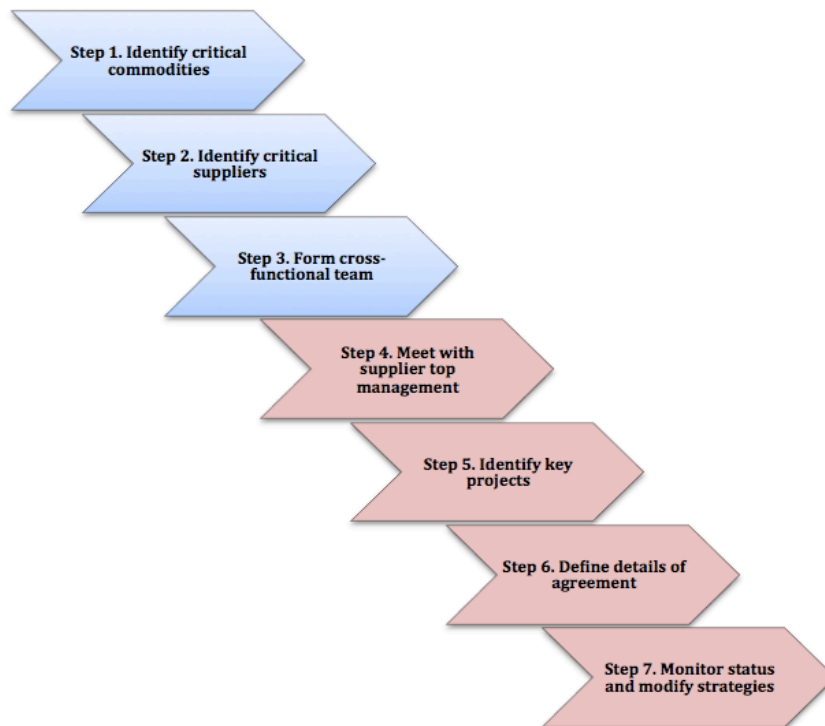 Step 1. Identify critical
commodities
Step 2. Identify critical
suppliers
Step 3. Form cross-
functional team
Step 4. Meet with
supplier top
management
Step 5. Identify key
projects
Step 6. Define details of
agreement
Step 7. Monitor status
and modify strategies